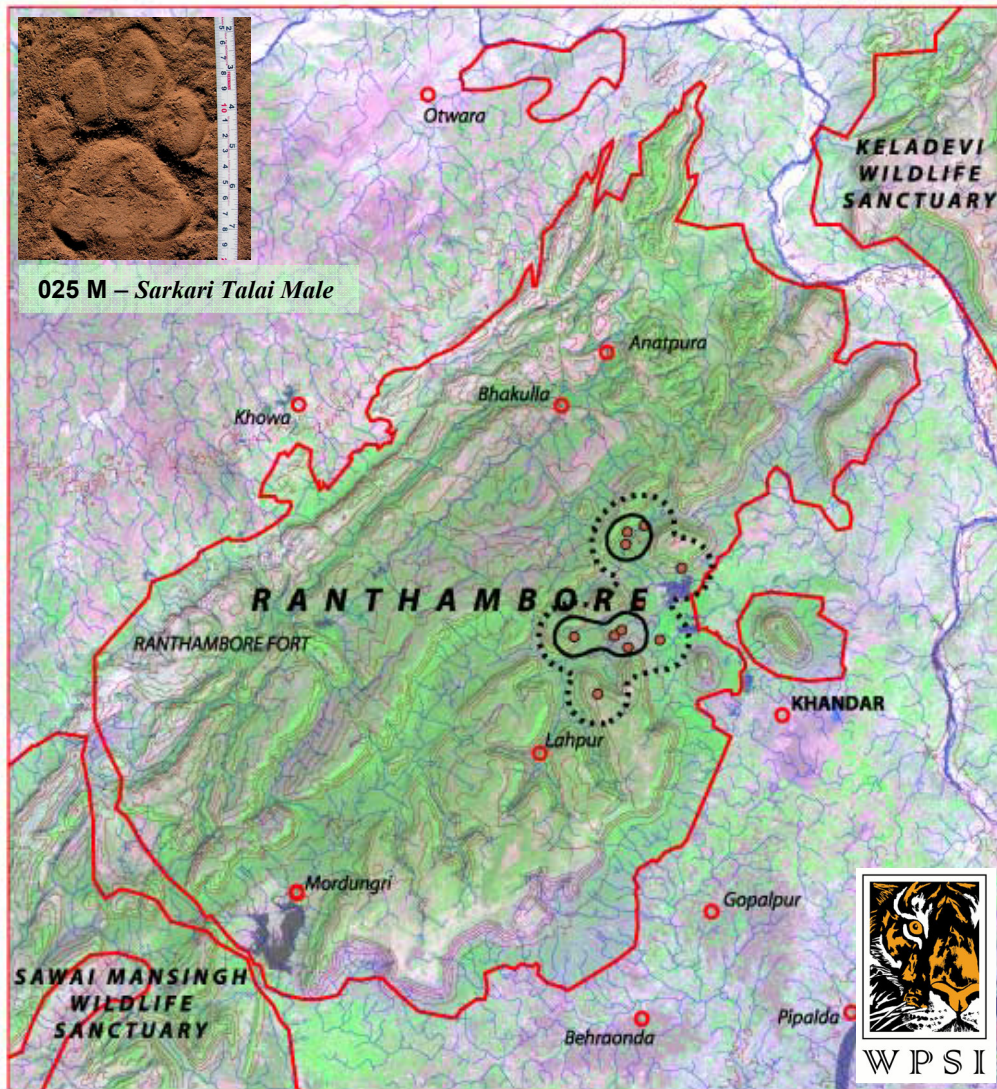 Otwara
KELADEVI
WILDLIFE
SANCTUARY
025 M – Sarkari Talai Male
Anatpura
Bhakulla
Khowa
RANTHAMBORE
RANTHAMBORE FORT
KHANDAR
Lahpur
Mordungri
Gopalpur
SAWAI MANSINGH
WILDLIFE
SANCTUARY
Behraonda
Pipalda
WPSI